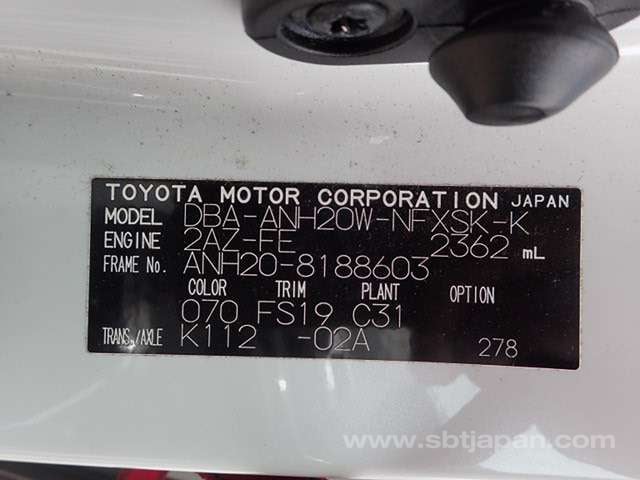 TOYOTA MOTOR CORPORATION JAPAN
MODEL DBA-ANH20W-NFXSK-K
ENGINE 2AZ-FE 2362 mL
FRAME No. ANH20-8188603
COLOR TRIM PLANT OPTION
070 FS19 C31
TRANS./AXLE K112 -02A 278
www.sbtjapan.com